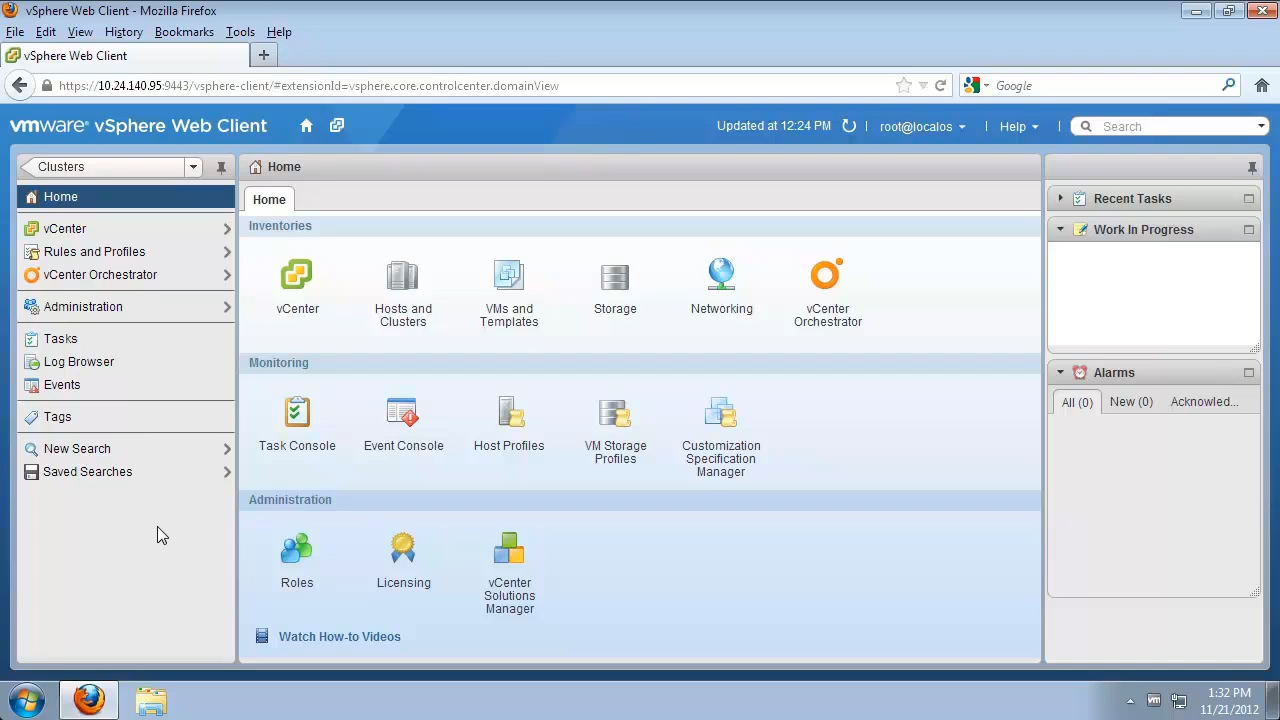 vSphere Web Client - Mozilla Firefox
File Edit View History Bookmarks Tools Help
vSphere Web Client
https://10.24.140.95:9443/vsphere-client/#extensionId=vsphere.core.controlcenter.domainView
Google
vmware® vSphere Web Client
Updated at 12:24 PM
root@localos
Help
Search
Clusters
Home
vCenter
Rules and Profiles
vCenter Orchestrator
Administration
Tasks
Log Browser
Events
Tags
New Search
Saved Searches
Home
Home
Inventories
vCenter
Hosts and
Clusters
VMs and
Templates
Storage
Networking
vCenter
Orchestrator
Monitoring
Task Console
Event Console
Host Profiles
VM Storage
Profiles
Customization
Specification
Manager
Administration
Roles
Licensing
vCenter
Solutions
Manager
Watch How-to Videos
Recent Tasks
Work In Progress
Alarms
All (0) New (0) Acknowled...
vm
1:32 PM
11/21/2012